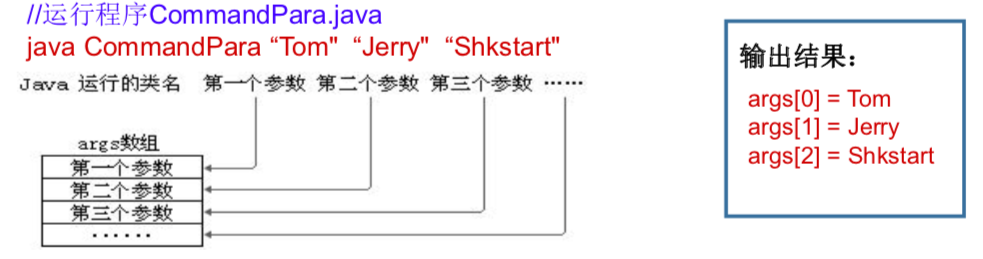 //运行程序CommandPara.java
java CommandPara “Tom" “Jerry" “Shkstart"
Java 运行的类名 第一个参数 第二个参数 第三个参数 ……
args数组
第一个参数
第二个参数
第三个参数
……
输出结果：
args[0] = Tom
args[1] = Jerry
args[2] = Shkstart